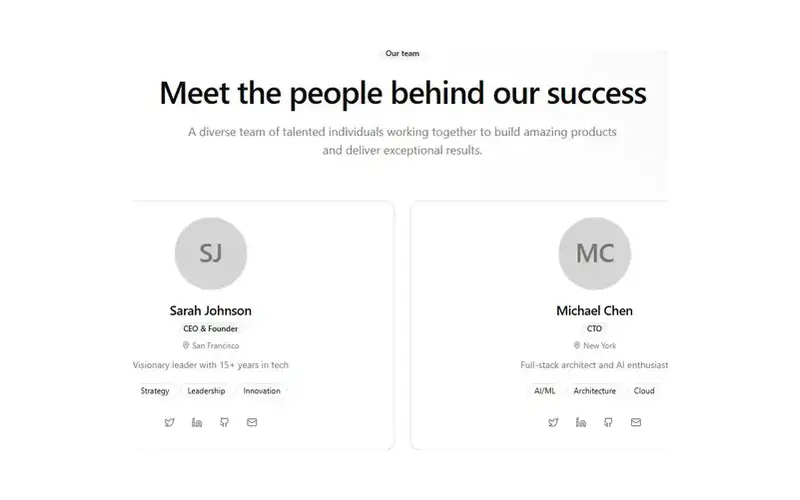 Our team
Meet the people behind our success
A diverse team of talented individuals working together to build amazing products
and deliver exceptional results.
SJ
Sarah Johnson
CEO & Founder
San Francisco
Visionary leader with 15+ years in tech
Strategy Leadership Innovation
MC
Michael Chen
CTO
New York
Full-stack architect and AI enthusiast
AI/ML Architecture Cloud